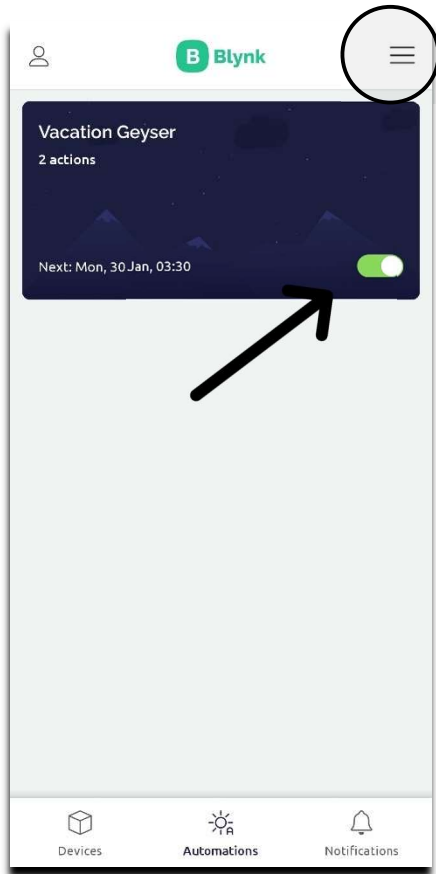 B Blynk
Vacation Geyser
2 actions
Next: Mon, 30 Jan, 03:30
A
Devices
Automations
Notifications